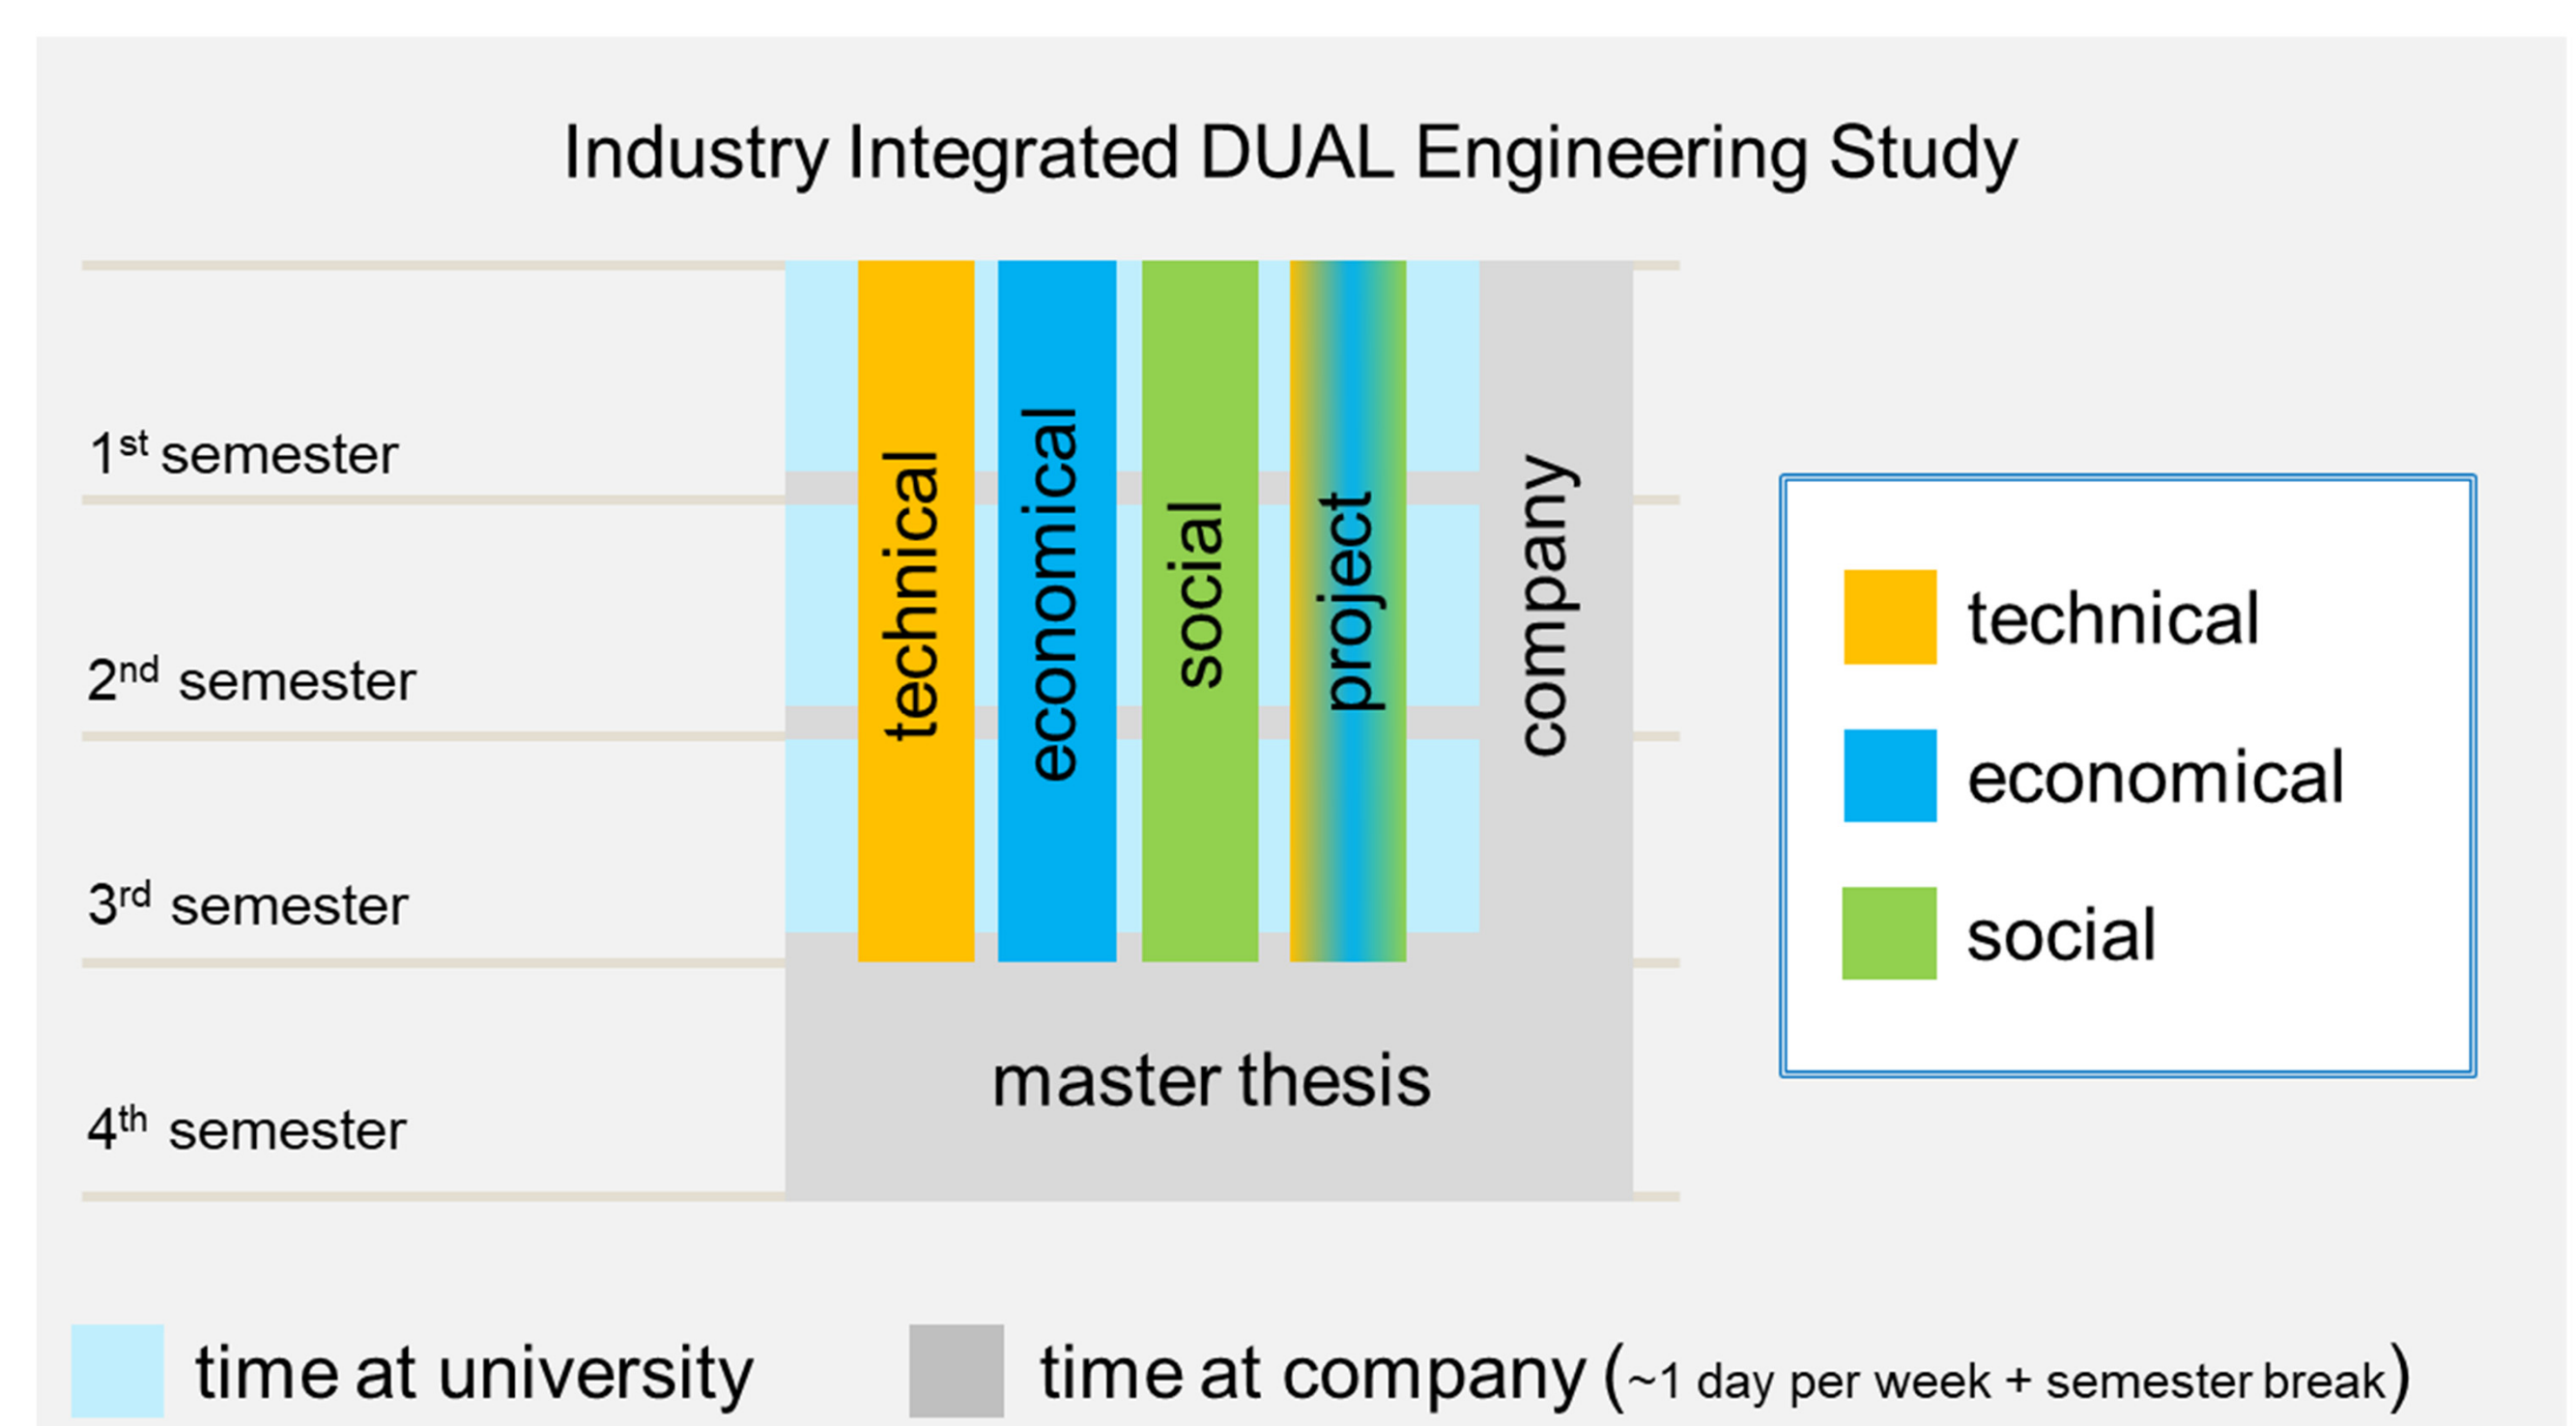 Industry Integrated DUAL Engineering Study
1st semester
2nd semester
3rd semester
4th semester
technical
economical
social
project
company
master thesis
technical
economical
social
time at university
time at company (~1 day per week + semester break)